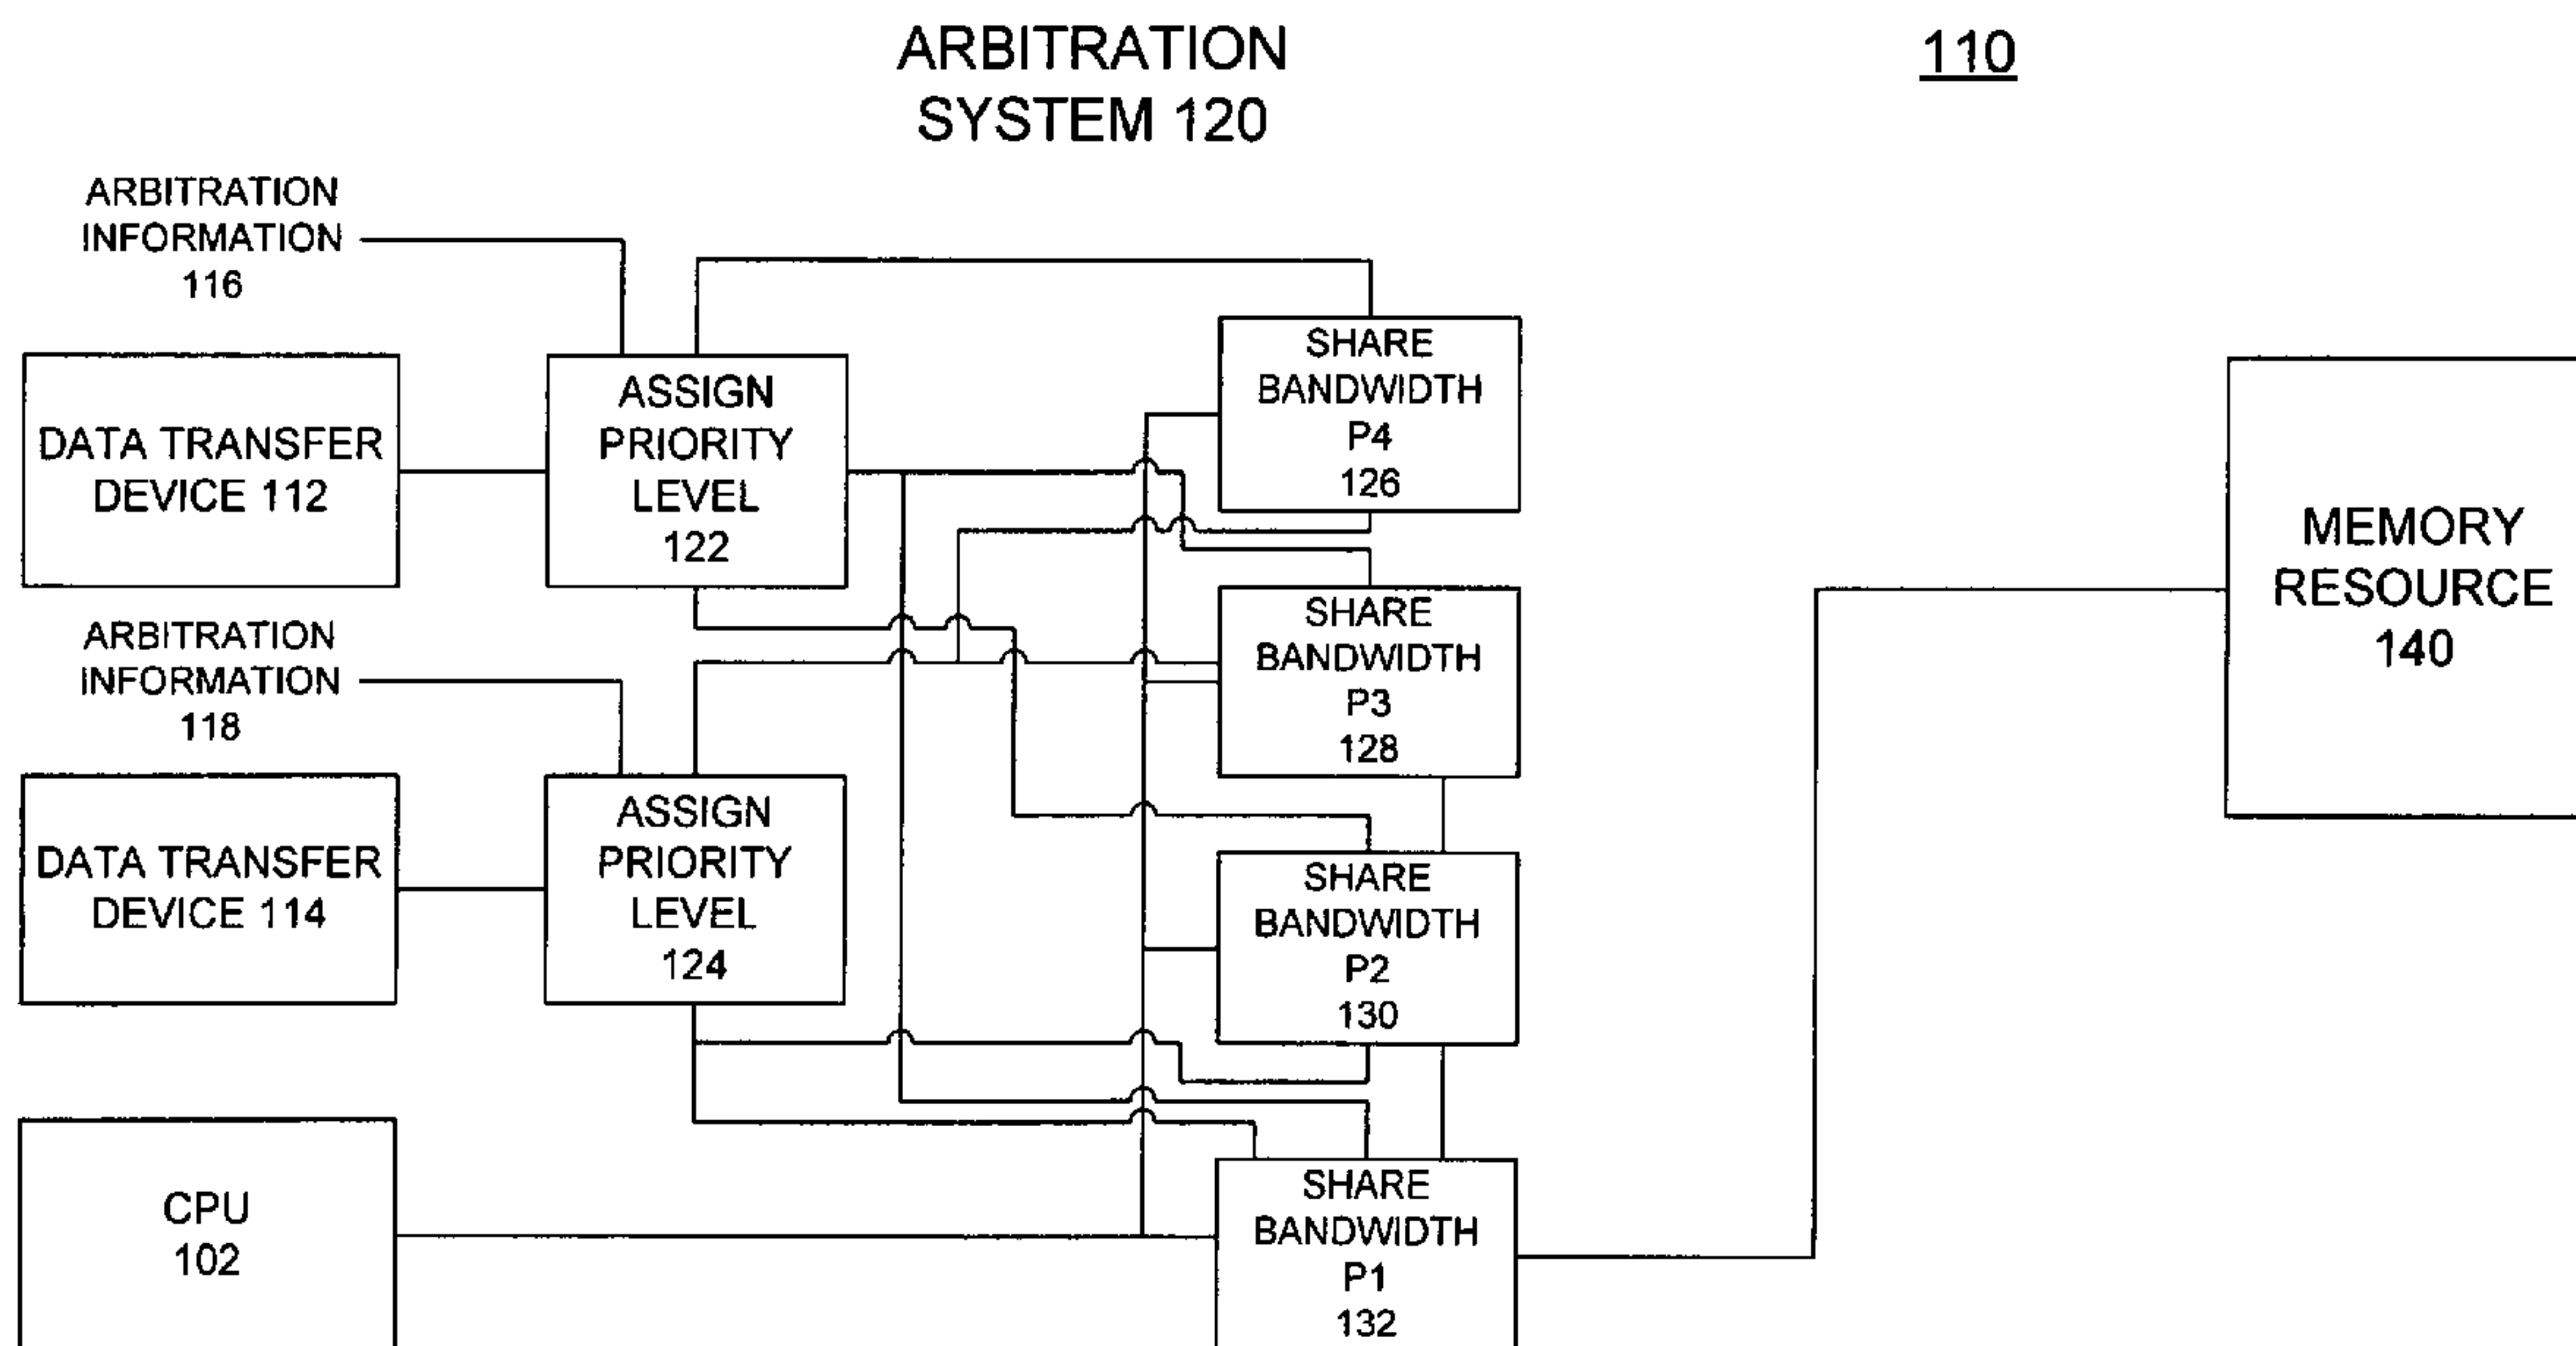 ARBITRATION
SYSTEM 120
110
ARBITRATION
INFORMATION
116
DATA TRANSFER
DEVICE 112
ASSIGN
PRIORITY
LEVEL
122
SHARE
BANDWIDTH
P4
126
MEMORY
RESOURCE
140
SHARE
BANDWIDTH
P3
128
ARBITRATION
INFORMATION
118
DATA TRANSFER
DEVICE 114
ASSIGN
PRIORITY
LEVEL
124
SHARE
BANDWIDTH
P2
130
CPU
102
SHARE
BANDWIDTH
P1
132